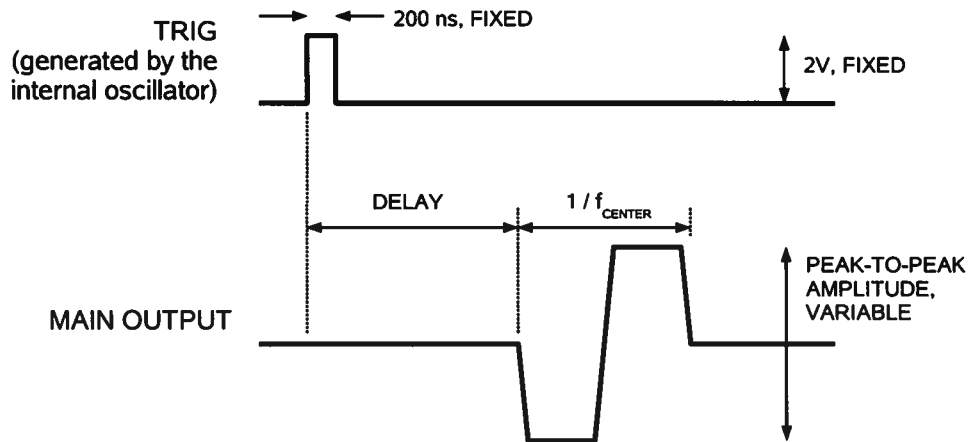 TRIG
(generated by the
internal oscillator)
200 ns, FIXED
2V, FIXED
DELAY
1 / fCENTER
MAIN OUTPUT
PEAK-TO-PEAK
AMPLITUDE,
VARIABLE